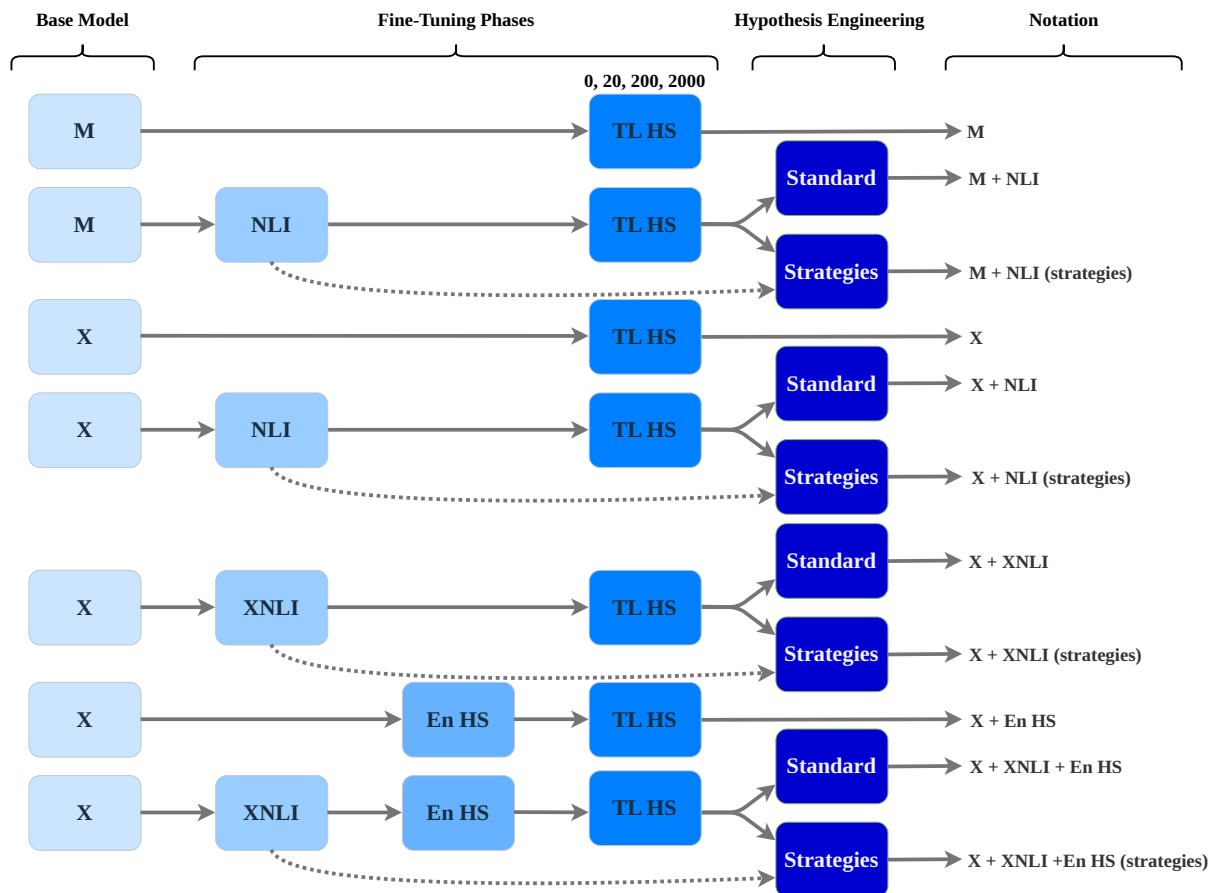 Base Model
Fine-Tuning Phases
Hypothesis Engineering
Notation
0, 20, 200, 2000
M
TL HS
M
Standard
M + NLI
M
NLI
TL HS
Strategies
M + NLI (strategies)
X
TL HS
X
Standard
X + NLI
X
NLI
TL HS
Strategies
X + NLI (strategies)
Standard
X + XNLI
X
XNLI
TL HS
Strategies
X + XNLI (strategies)
X
En HS
TL HS
X + En HS
Standard
X + XNLI + En HS
X
XNLI
En HS
TL HS
Strategies
X + XNLI +En HS (strategies)